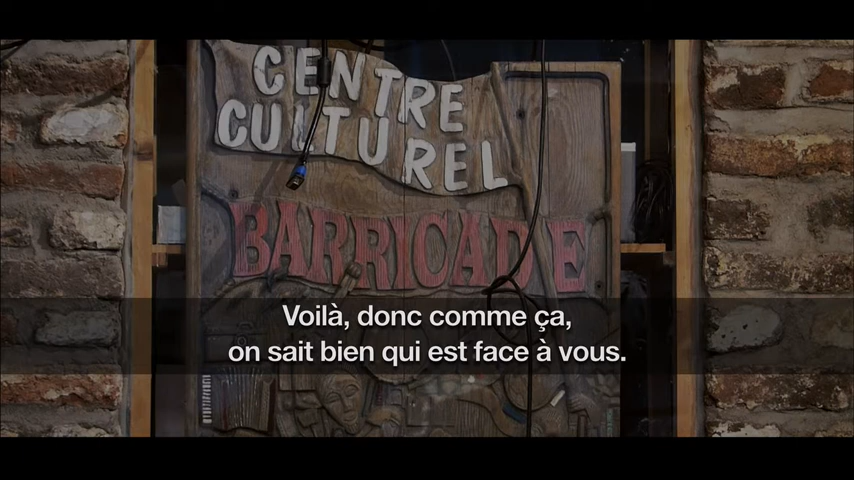 CENTRE
CULTUREL
BARRICADE
Voilà, donc comme ça,
on sait bien qui est face à vous.